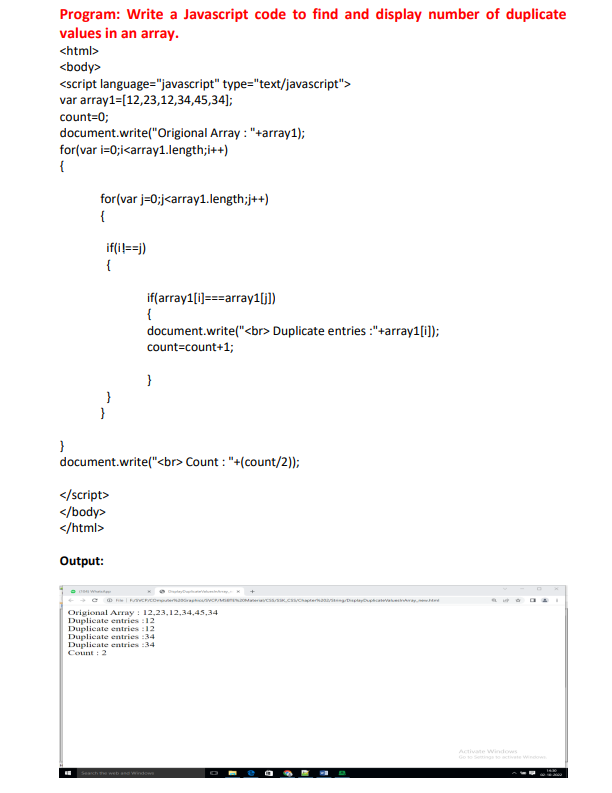 Program: Write a Javascript code to find and display number of duplicate
values in an array.
<html>
<body>
<script language="javascript" type="text/javascript">
var array1=[12,23,12,34,45,34];
count=0;
document.write("Origional Array : "+array1);
for(var i=0;i<array1.length;i++)
{
for(var j=0;j<array1.length;j++)
{
if(i!==j)
{
if(array1[i]===array1[j])
{
document.write("<br> Duplicate entries :"+array1[i]);
count=count+1;
}
}
}
}
document.write("<br> Count : "+(count/2));
</script>
</body>
</html>
Output:
Origional Array : 12,23,12,34,45,34
Duplicate entries :12
Duplicate entries :12
Duplicate entries :34
Duplicate entries :34
Count : 2
Activate Windows
Go to Settings to activate Windows.
Search the web and Windows